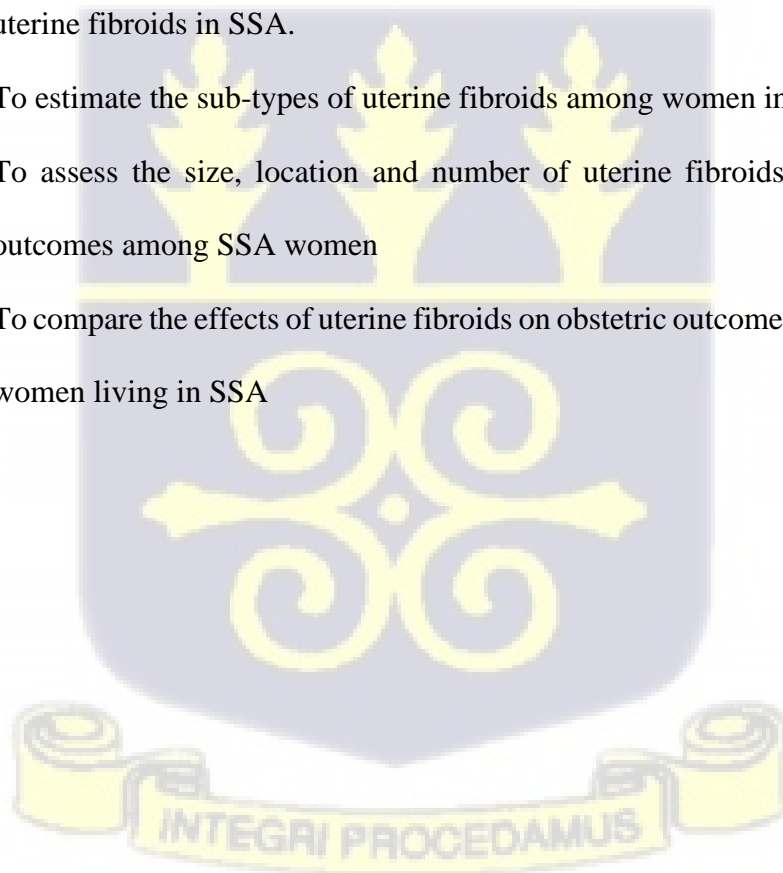 uterine fibroids in SSA.
To estimate the sub-types of uterine fibroids among women in
To assess the size, location and number of uterine fibroids
outcomes among SSA women
To compare the effects of uterine fibroids on obstetric outcome
women living in SSA
INTEGRI PROCEDAMUS